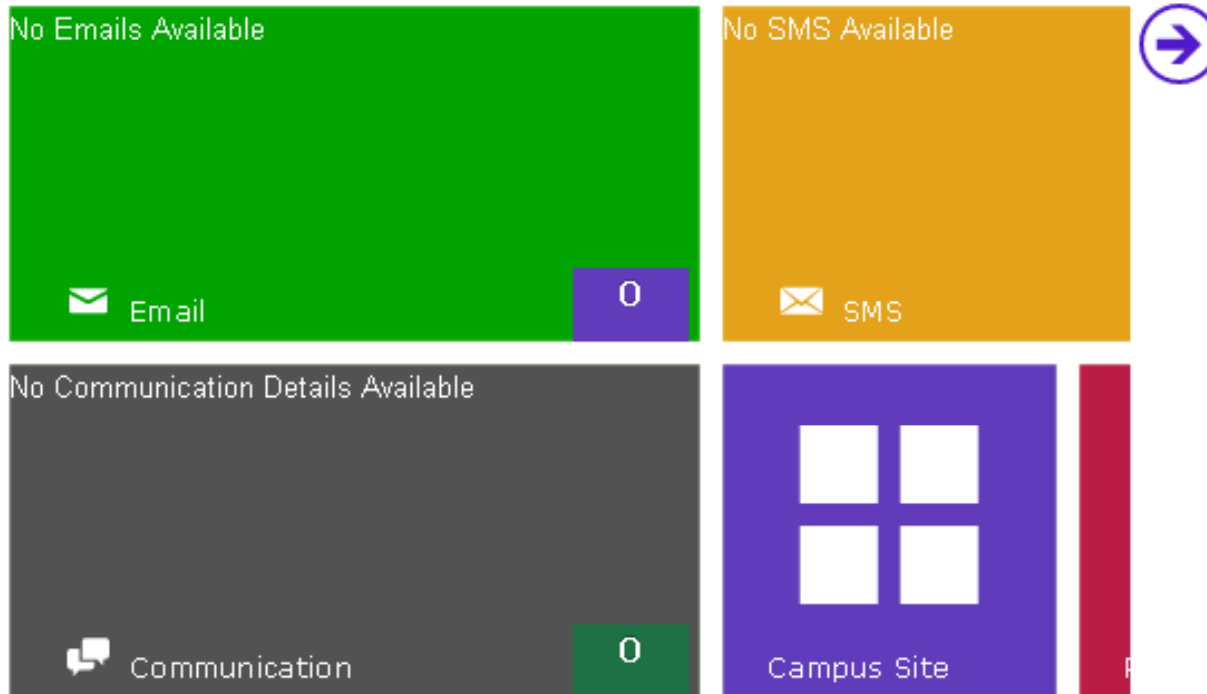 No Emails Available
No SMS Available
Email
0
SMS
No Communication Details Available
Communication
0
Campus Site